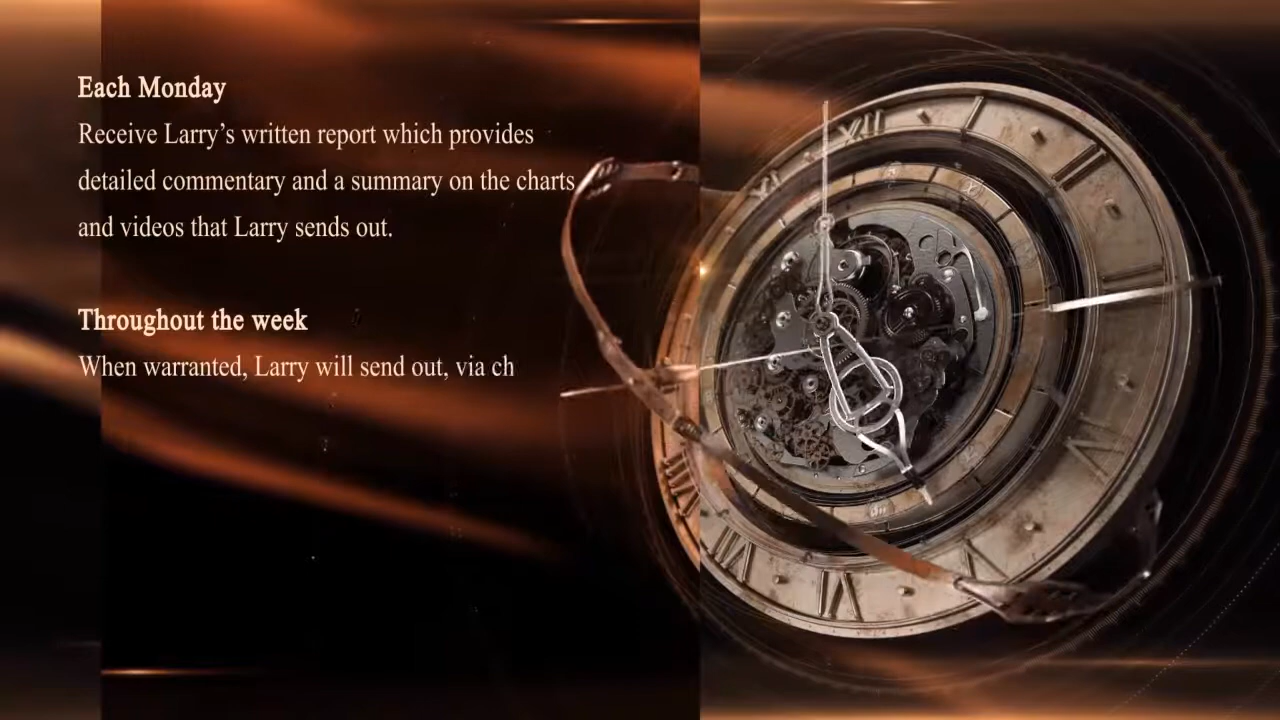 Each Monday
Receive Larry’s written report which provides
detailed commentary and a summary on the charts
and videos that Larry sends out.
Throughout the week
When warranted, Larry will send out, via ch